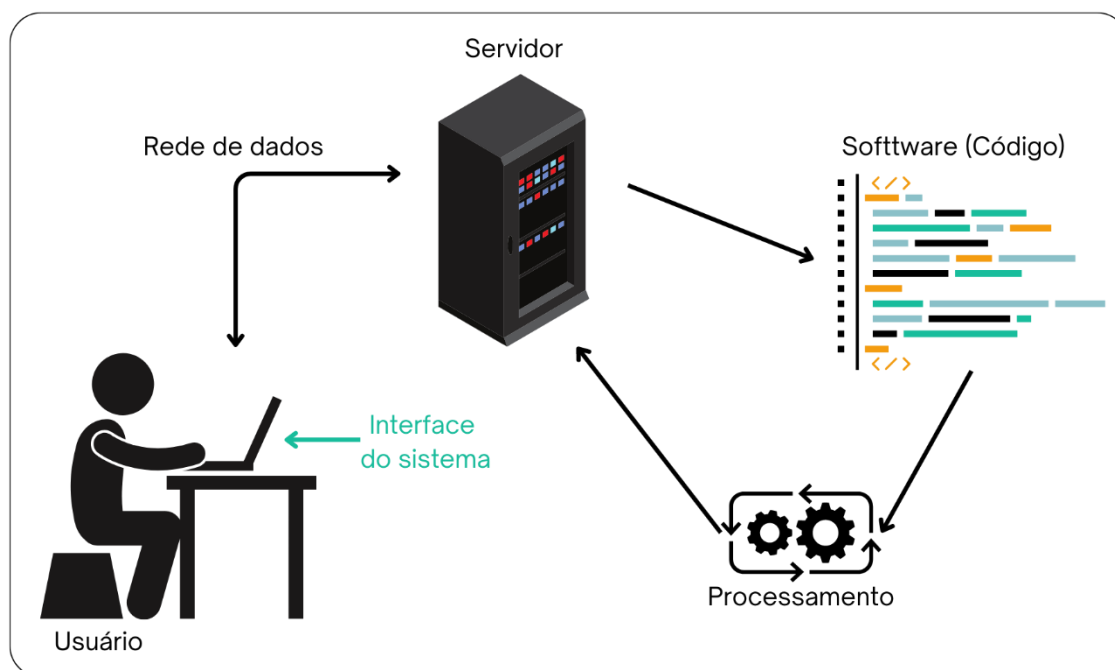 Servidor
Rede de dados
Softtware (Código)
</>
</>
Interface
do sistema
Processamento
Usuário